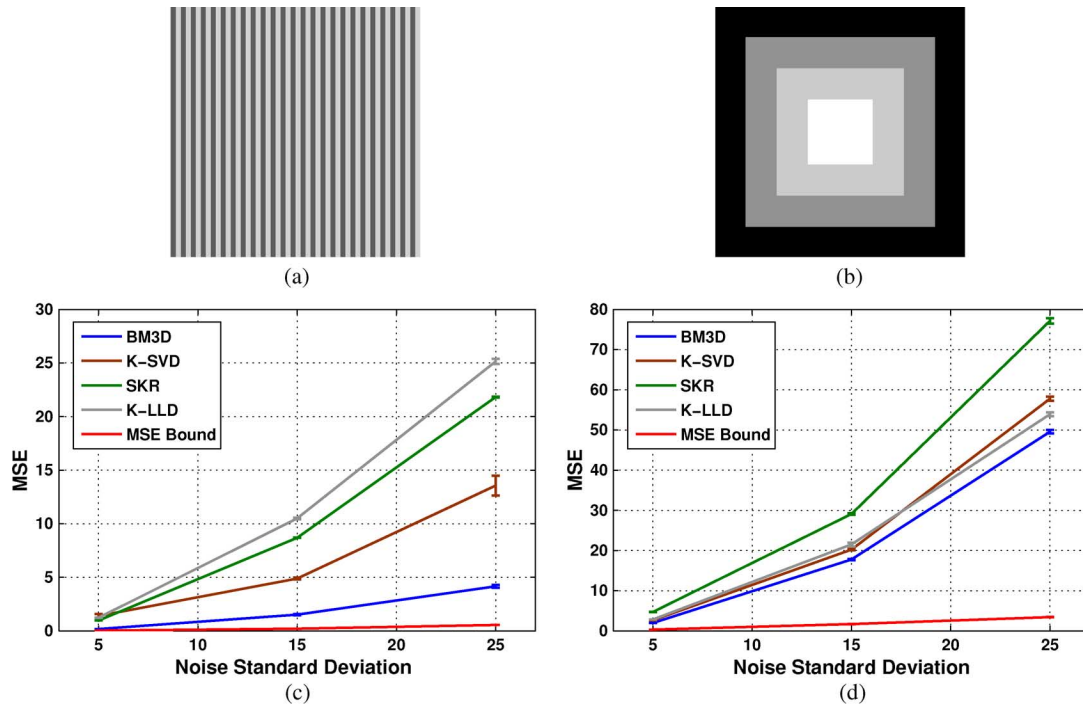 (a)
(b)
30
25
20
15
10
5
0
MSE
BM3D
K-SVD
SKR
K-LLD
MSE Bound
5 10 15 20 25
Noise Standard Deviation
(c)
80
70
60
50
40
30
20
10
0
MSE
BM3D
K-SVD
SKR
K-LLD
MSE Bound
5 10 15 20 25
Noise Standard Deviation
(d)